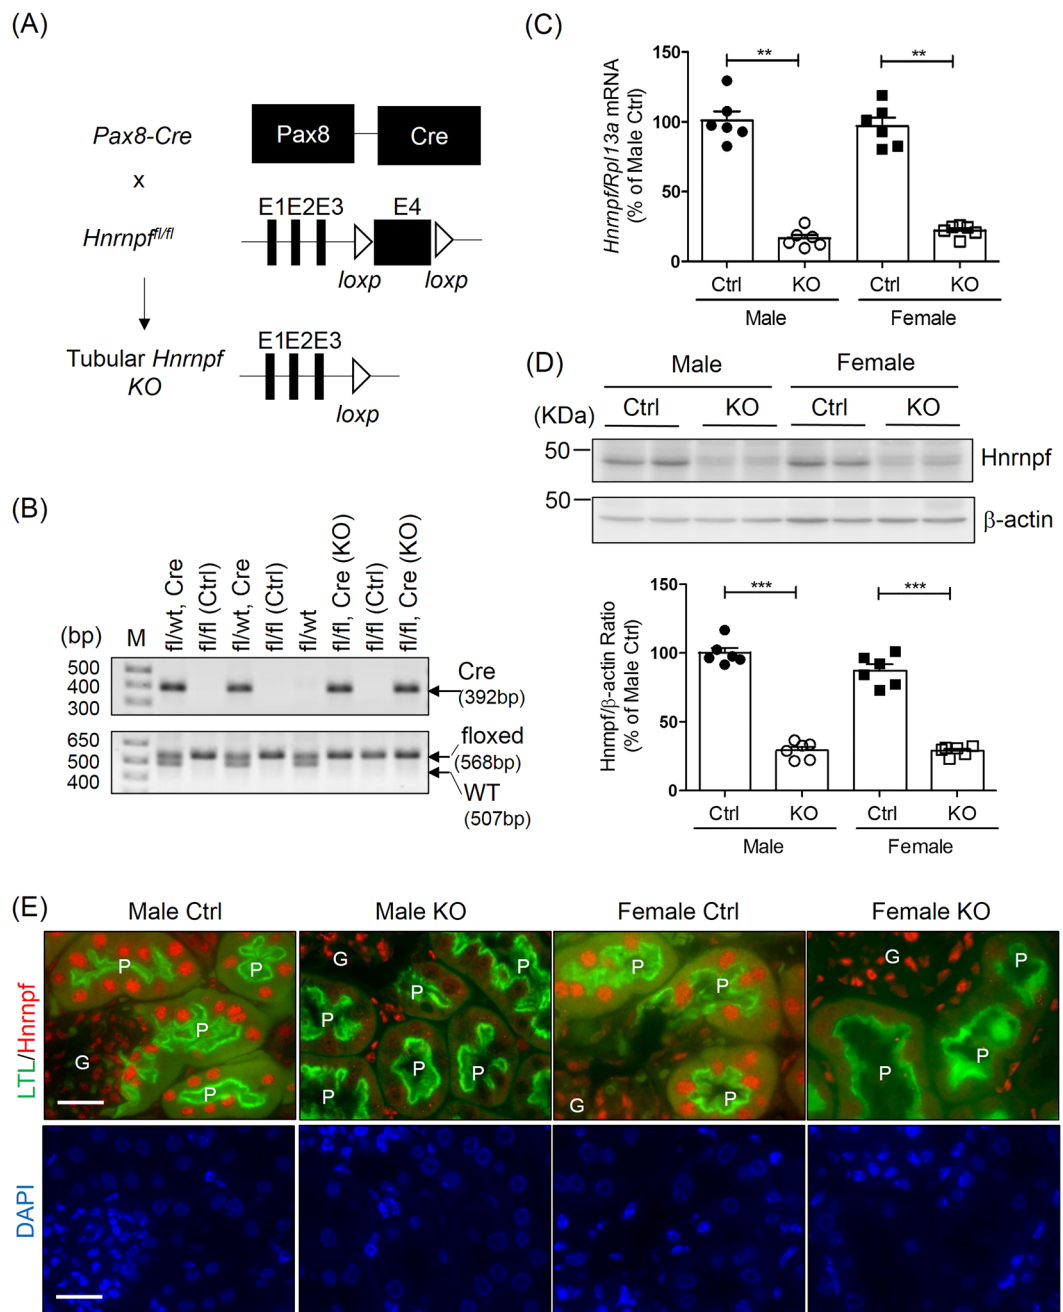 (A)
Pax8-Cre
Pax8
Cre
x
Hnrnpf^fl/fl
E1E2E3
E4
loxp
loxp
Tubular Hnrnpf
KO
E1E2E3
loxp
(B)
(bp)
M
fl/wt, Cre
fl/fl (Ctrl)
fl/wt, Cre
fl/fl (Ctrl)
fl/wt
fl/fl, Cre (KO)
fl/fl (Ctrl)
fl/fl, Cre (KO)
500
400
300
Cre
(392bp)
650
500
400
floxed
(568bp)
WT
(507bp)
(C)
Hnrnpf/Rpl13a mRNA
(% of Male Ctrl)
150
100
50
0
**
**
Ctrl
KO
Ctrl
KO
Male
Female
(D)
Male
Female
(KDa)
Ctrl
KO
Ctrl
KO
50
Hnrnpf
50
β-actin
Hnrnpf/β-actin Ratio
(% of Male Ctrl)
150
100
50
0
***
***
Ctrl
KO
Ctrl
KO
Male
Female
(E)
Male Ctrl
Male KO
Female Ctrl
Female KO
LTL/Hnrnpf
P
P
P
G
P
G
P
P
P
P
P
P
P
P
P
G
G
P
P
P
DAPI